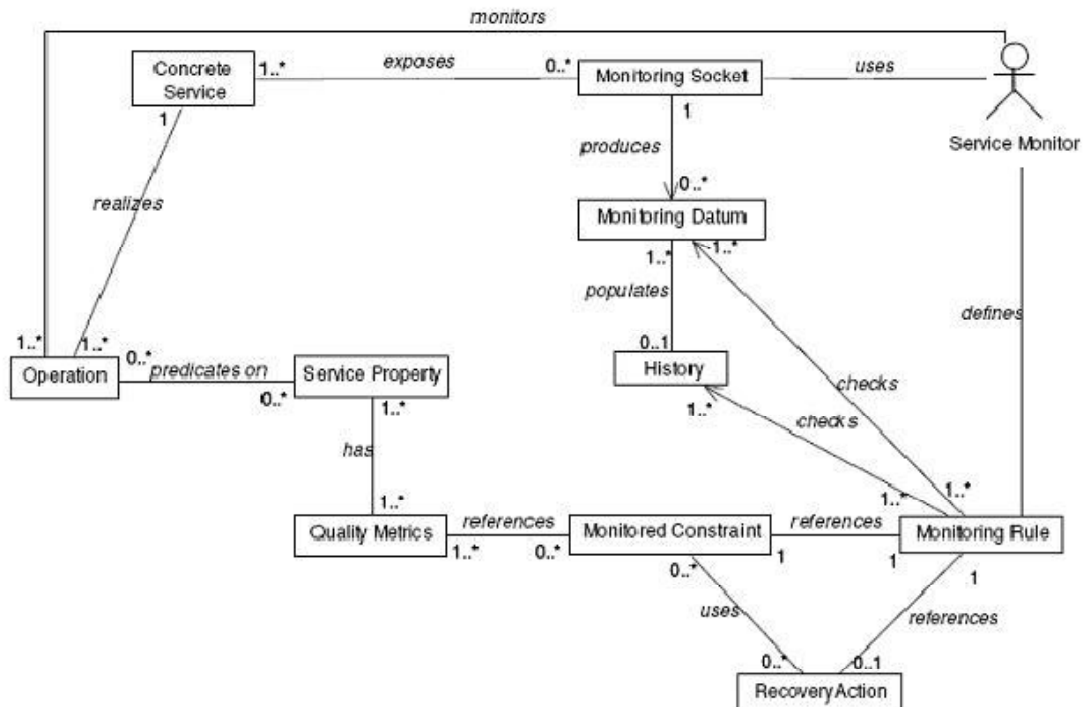 monitors
Concrete
Service
1..*
exposes
0..*
Monitoring Socket
uses
1
1
Service Monitor
produces
realizes
0..*
Monitoring Datum
1..*
1..*
populates
defines
0..1
1..*
1..*
0..*
predicates on
Operation
Service Property
History
checks
0..*
1..*
1..*
checks
has
1..*
1..*
1..*
Quality Metrics
references
Monitored Constraint
references
Monitoring Rule
1..*
0..*
1
1
0..*
1
uses
references
0..*
0..1
Recovery Action